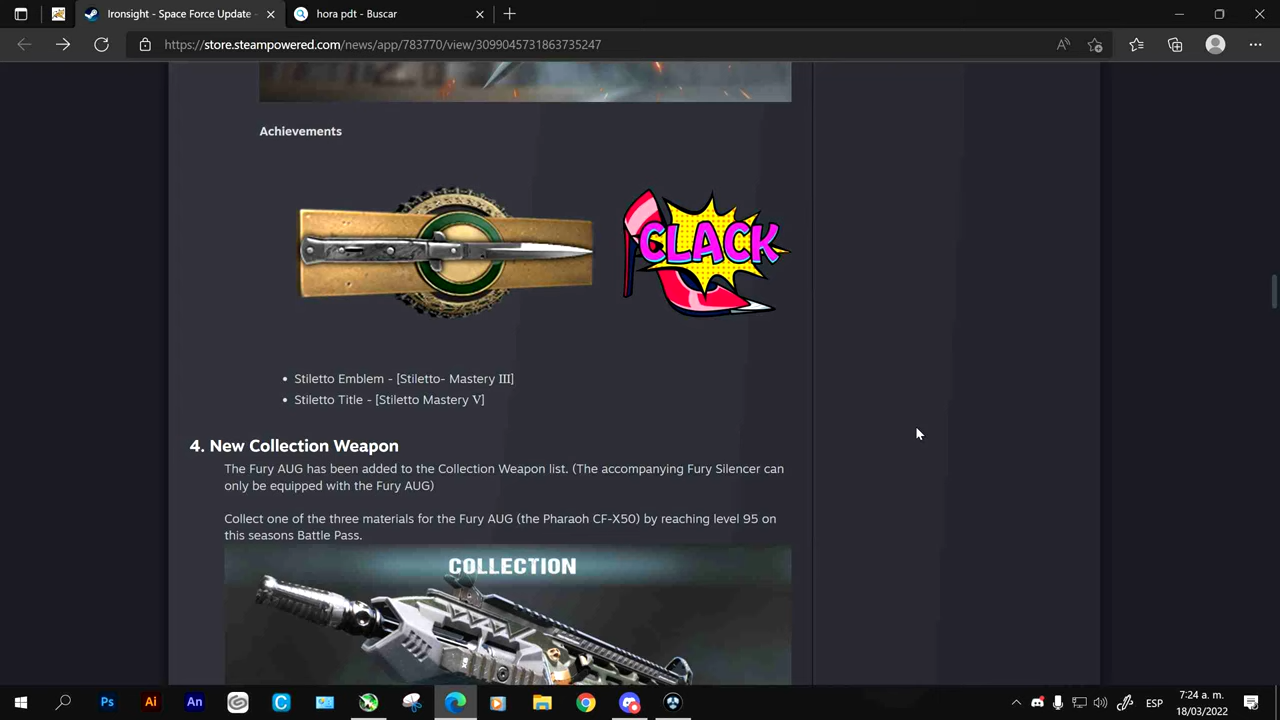 Ironsight - Space Force Update -
hora pdt - Buscar
https://store.steampowered.com/news/app/783770/view/3099045731863735247
Achievements
CLACK
• Stiletto Emblem - [Stiletto- Mastery III]
• Stiletto Title - [Stiletto Mastery V]
4. New Collection Weapon
The Fury AUG has been added to the Collection Weapon list. (The accompanying Fury Silencer can
only be equipped with the Fury AUG)
Collect one of the three materials for the Fury AUG (the Pharaoh CF-X50) by reaching level 95 on
this seasons Battle Pass.
COLLECTION
Ps
Ai
An
C
ESP
7:24 a. m.
18/03/2022